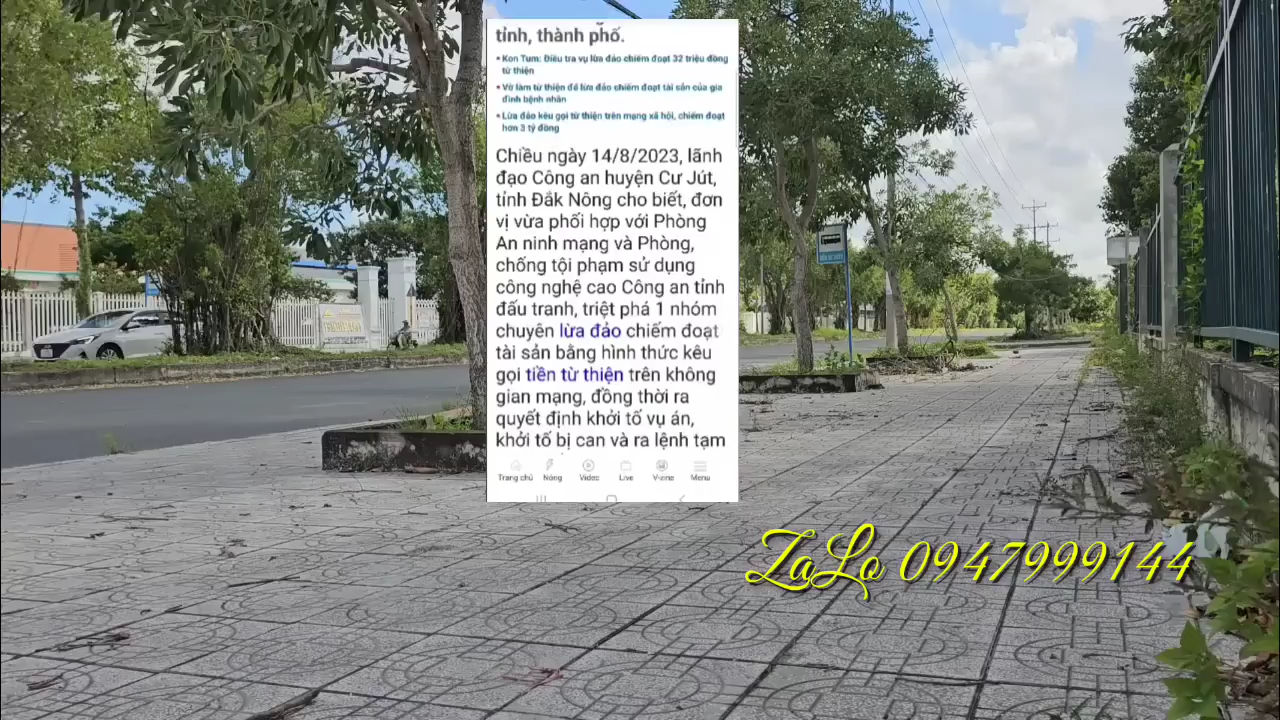 tỉnh, thành phố.
• Kon Tum: Điều tra vụ lừa đảo chiếm đoạt 32 triệu đồng
từ thiện
• Vờ làm từ thiện để lừa đảo chiếm đoạt tài sản của gia
đình bệnh nhân
• Lừa đảo kêu gọi từ thiện trên mạng xã hội, chiếm đoạt
hơn 3 tỷ đồng
Chiều ngày 14/8/2023, lãnh
đạo Công an huyện Cư Jút,
tỉnh Đắk Nông cho biết, đơn
vị vừa phối hợp với Phòng
An ninh mạng và Phòng,
chống tội phạm sử dụng
công nghệ cao Công an tỉnh
đấu tranh, triệt phá 1 nhóm
chuyên lừa đảo chiếm đoạt
tài sản bằng hình thức kêu
gọi tiền từ thiện trên không
gian mạng, đồng thời ra
quyết định khởi tố vụ án,
khởi tố bị can và ra lệnh tạm
Trang chủ Nóng Video Live V-zine Menu
ZaLo 0947999144